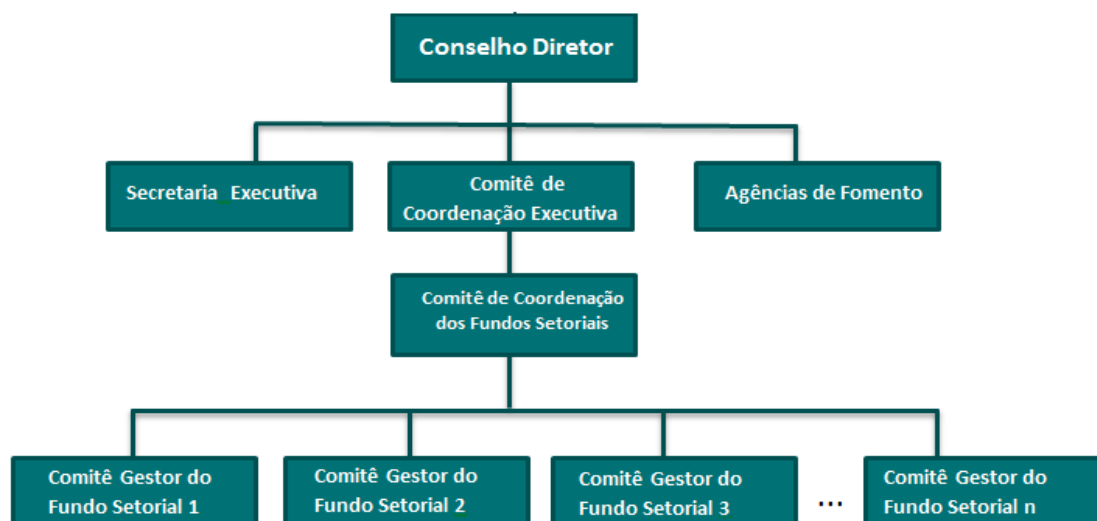 Conselho Diretor
Secretaria Executiva
Comitê de
Coordenação Executiva
Agências de Fomento
Comitê de Coordenação
dos Fundos Setoriais
Comitê Gestor do
Fundo Setorial 1
Comitê Gestor do
Fundo Setorial 2
Comitê Gestor do
Fundo Setorial 3
...
Comitê Gestor do
Fundo Setorial n